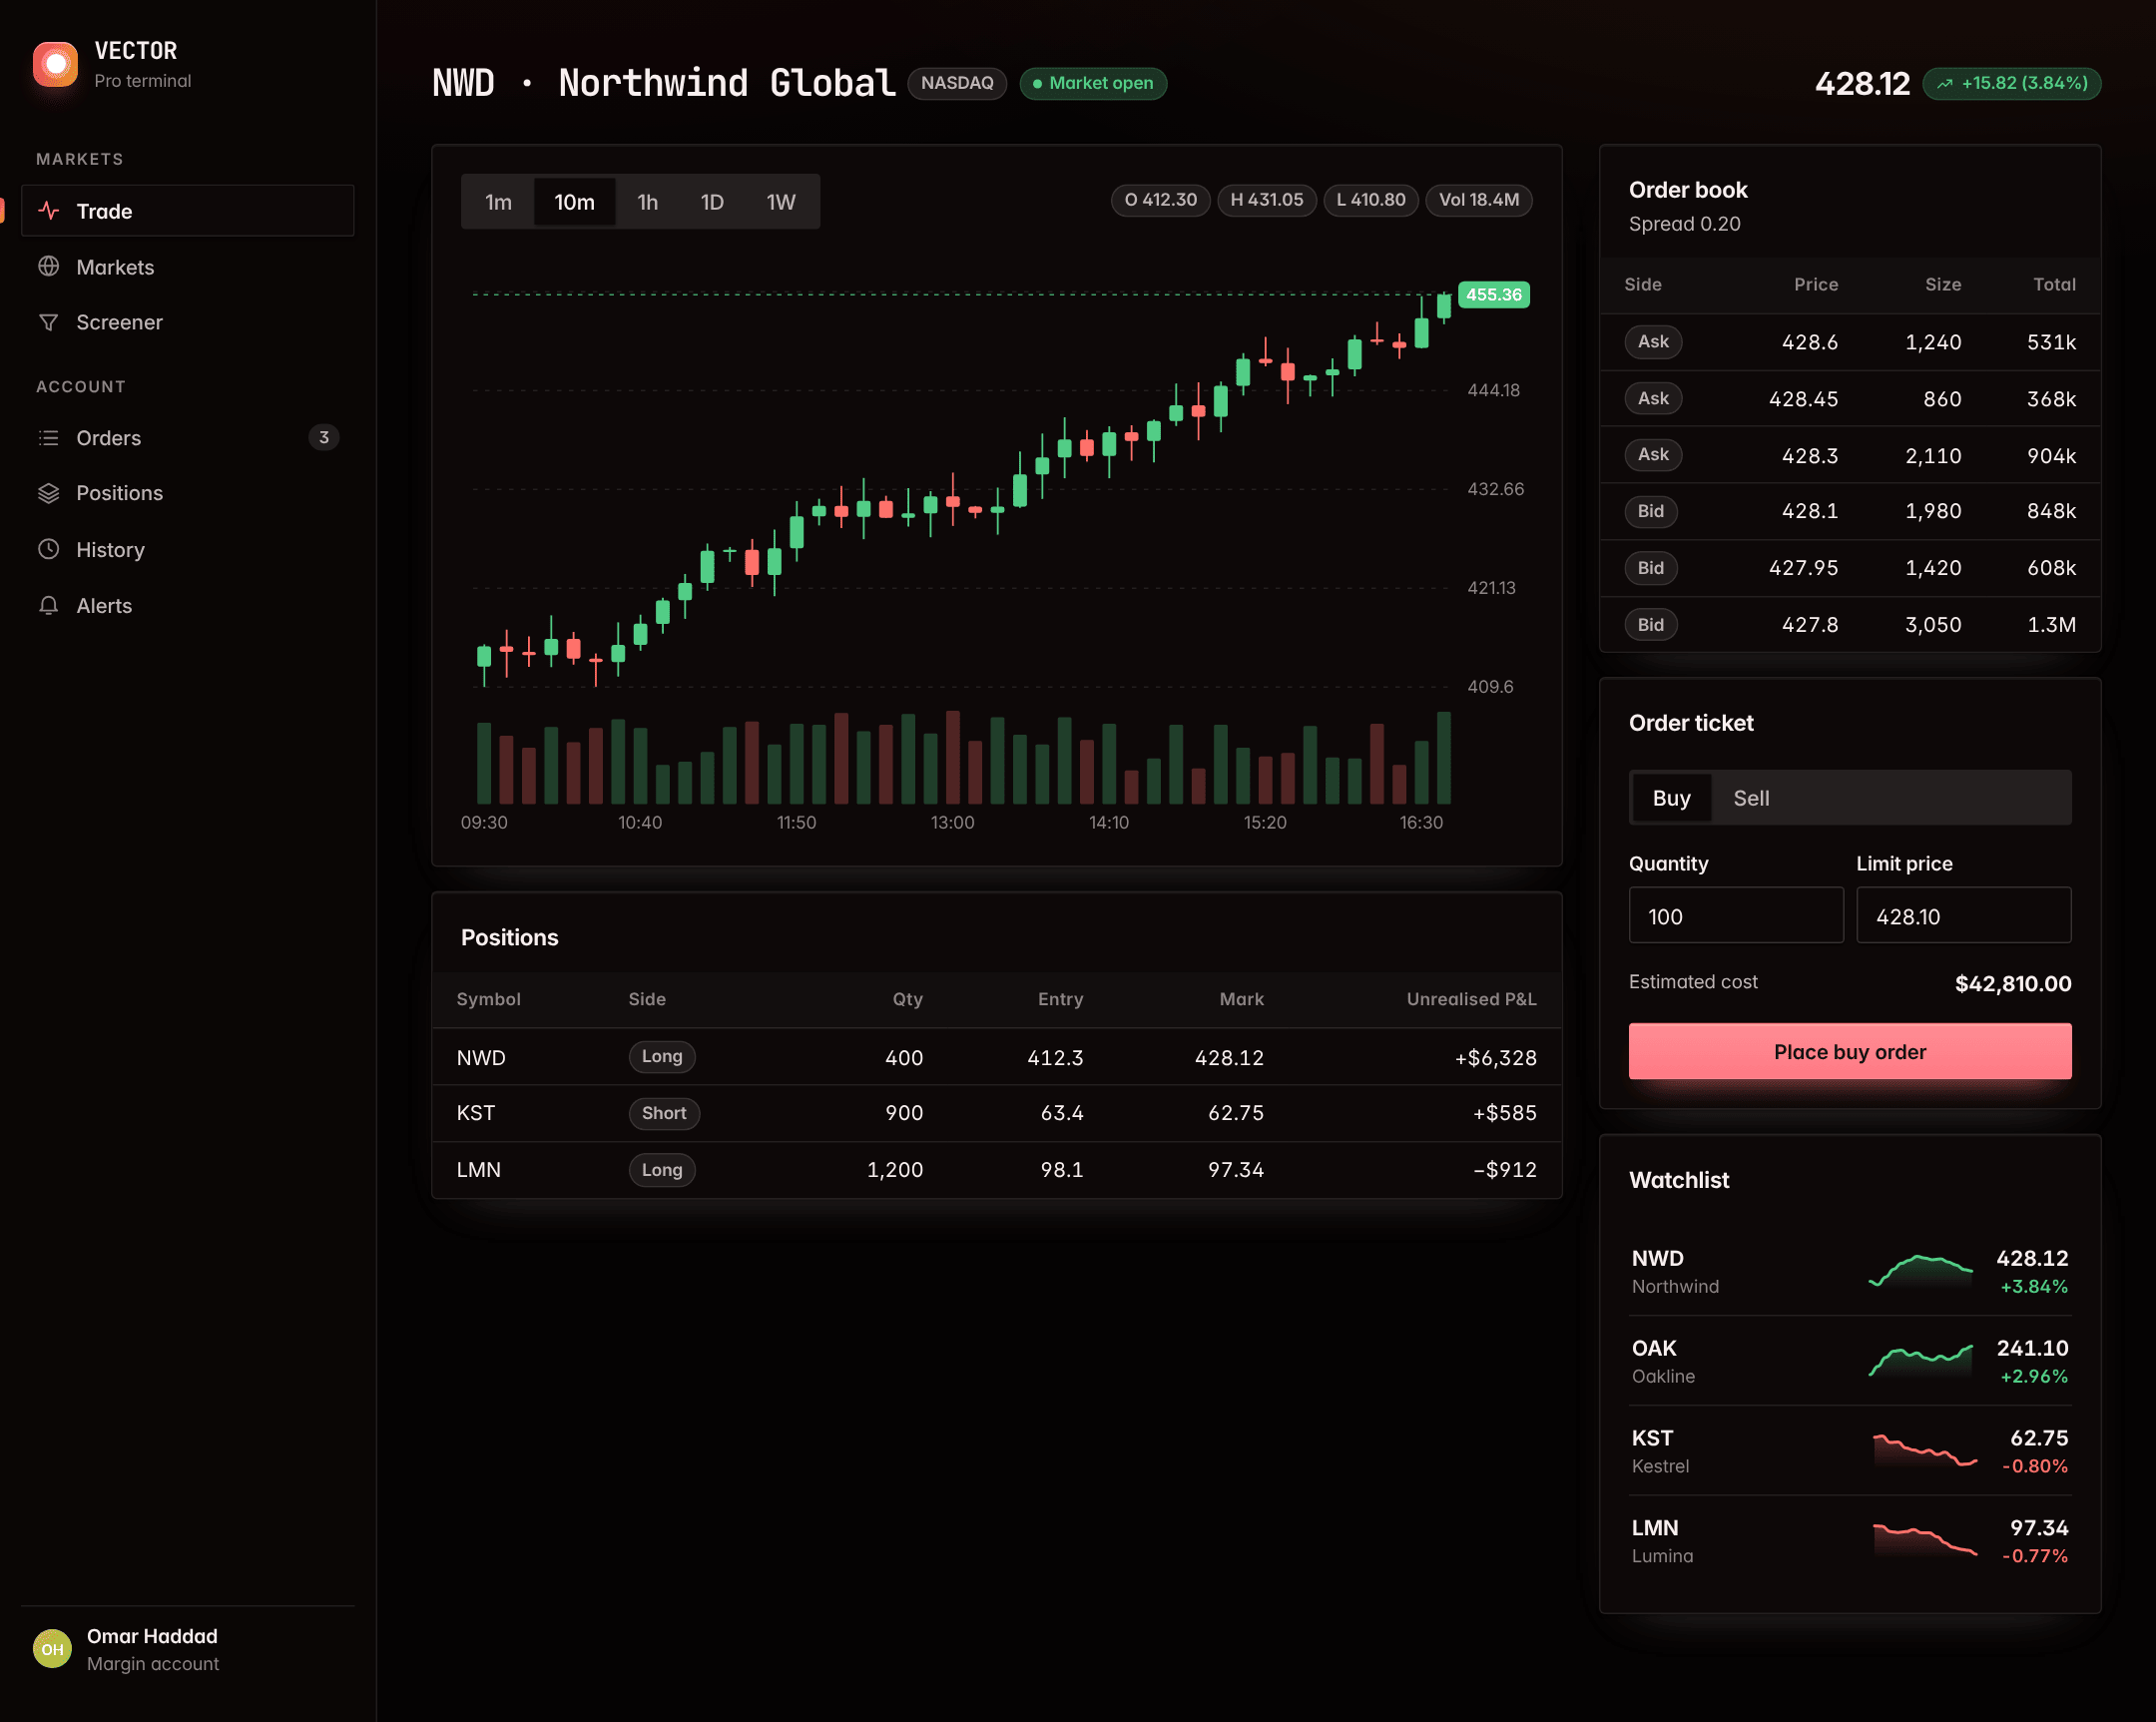 VECTOR
Pro terminal
MARKETS
Trade
Markets
Screener
ACCOUNT
Orders 3
Positions
History
Alerts
OH
Omar Haddad
Margin account
NWD · Northwind Global NASDAQ Market open 428.12 +15.82 (3.84%)
1m 10m 1h 1D 1W O 412.30 H 431.05 L 410.80 Vol 18.4M
455.36
444.18
432.66
421.13
409.6
09:30 10:40 11:50 13:00 14:10 15:20 16:30
Positions
Symbol Side Qty Entry Mark Unrealised P&L
NWD Long 400 412.3 428.12 +$6,328
KST Short 900 63.4 62.75 +$585
LMN Long 1,200 98.1 97.34 −$912
Order book
Spread 0.20
Side Price Size Total
Ask 428.6 1,240 531k
Ask 428.45 860 368k
Ask 428.3 2,110 904k
Bid 428.1 1,980 848k
Bid 427.95 1,420 608k
Bid 427.8 3,050 1.3M
Order ticket
Buy Sell
Quantity Limit price
100 428.10
Estimated cost $42,810.00
Place buy order
Watchlist
NWD 428.12
Northwind +3.84%
OAK 241.10
Oakline +2.96%
KST 62.75
Kestrel -0.80%
LMN 97.34
Lumina -0.77%